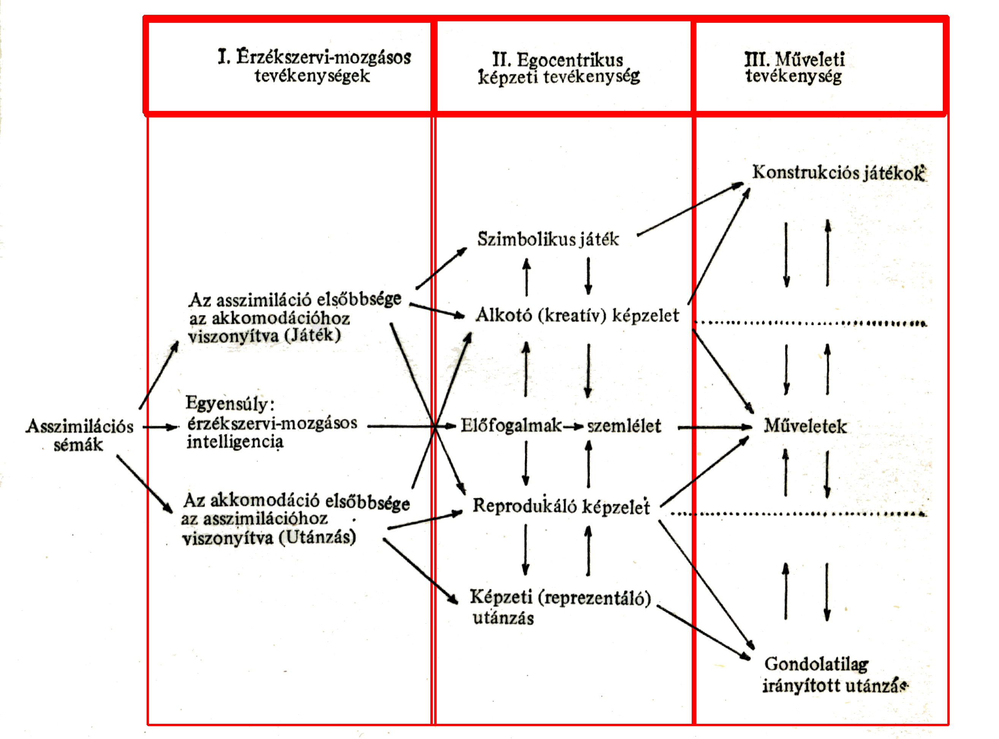 I. Érzékszervi-mozgásos
tevékenységek
II. Egocentrikus
képzeti tevékenység
III. Műveleti
tevékenység
Asszimilációs
sémák
Az asszimiláció elsőbbsége
az akkomodációhoz
viszonyítva (Játék)
Egyensúly:
érzékszervi-mozgásos
intelligencia
Az akkomodáció elsőbbsége
az asszimilációhoz
viszonyítva (Utánzás)
Szimbolikus játék
Alkotó (kreatív) képzelet
Előfogalmak→szemlélet
Reprodukáló képzelet
Képzeti (reprezentáló)
utánzás
Konstrukciós játékok
Műveletek
Gondolatilag
irányított utánzás